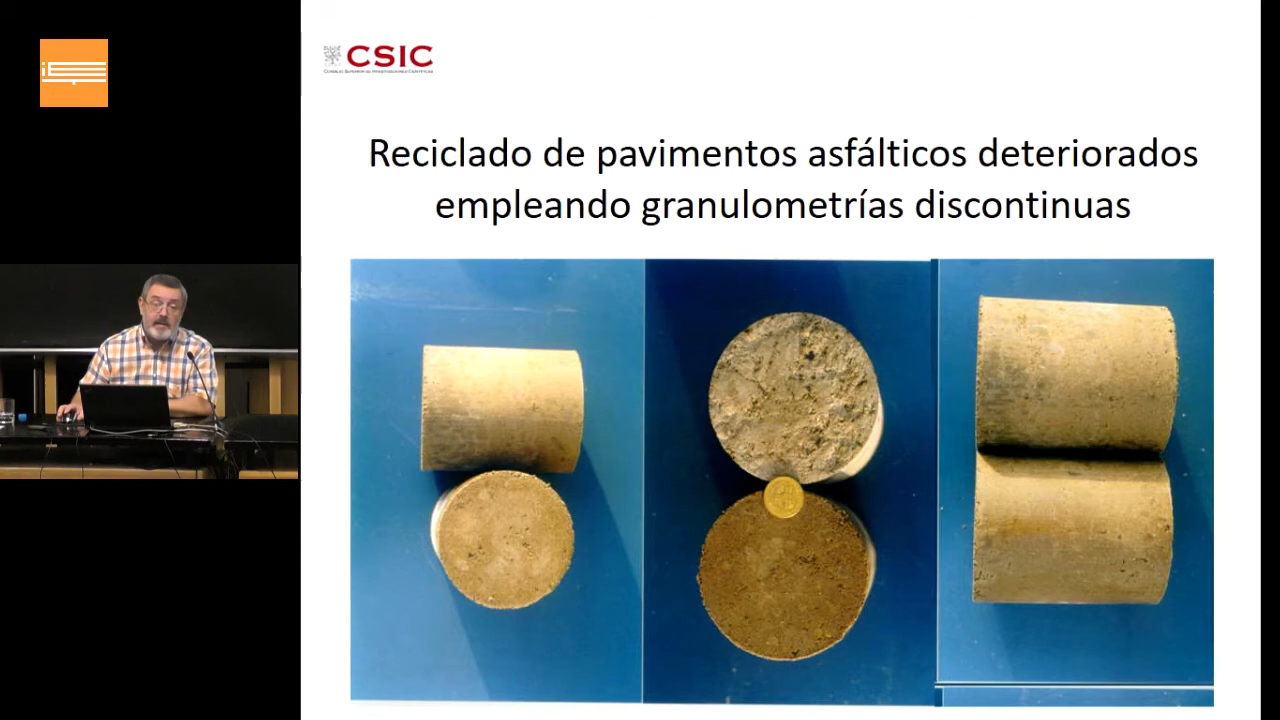 CSIC
CONSEJO SUPERIOR DE INVESTIGACIONES CIENTÍFICAS
Reciclado de pavimentos asfálticos deteriorados
empleando granulometrías discontinuas